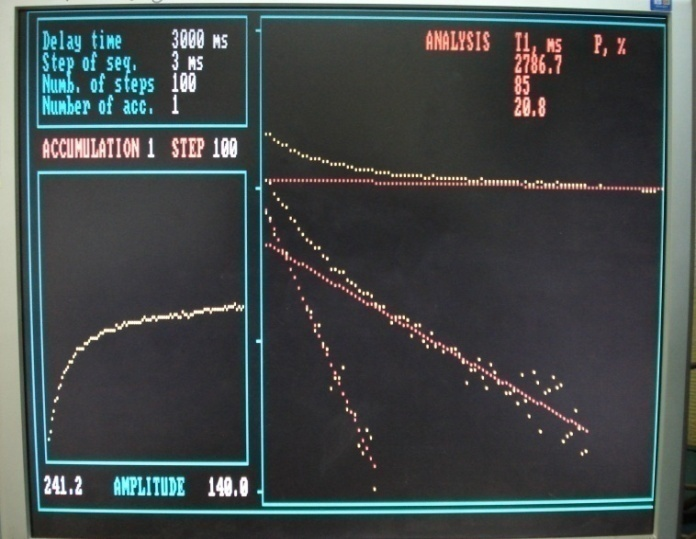 Delay time 3000 ms
Step of seq. 3 ms
Numb. of steps 100
Number of acc. 1
ACCUMULATION 1 STEP 100
241.2 AMPLITUDE 140.0
ANALYSIS T1, ms P, %
2786.7
85
20.8